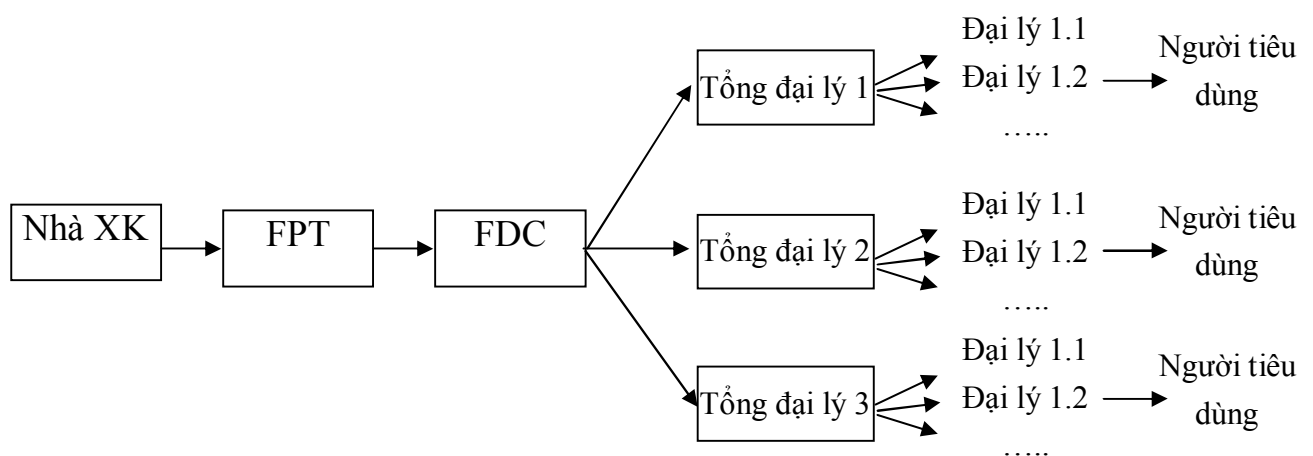 Nhà XK
FPT
FDC
Tổng đại lý 1
Đại lý 1.1
Đại lý 1.2
…..
Người tiêu
dùng
Tổng đại lý 2
Đại lý 1.1
Đại lý 1.2
…..
Người tiêu
dùng
Tổng đại lý 3
Đại lý 1.1
Đại lý 1.2
…..
Người tiêu
dùng